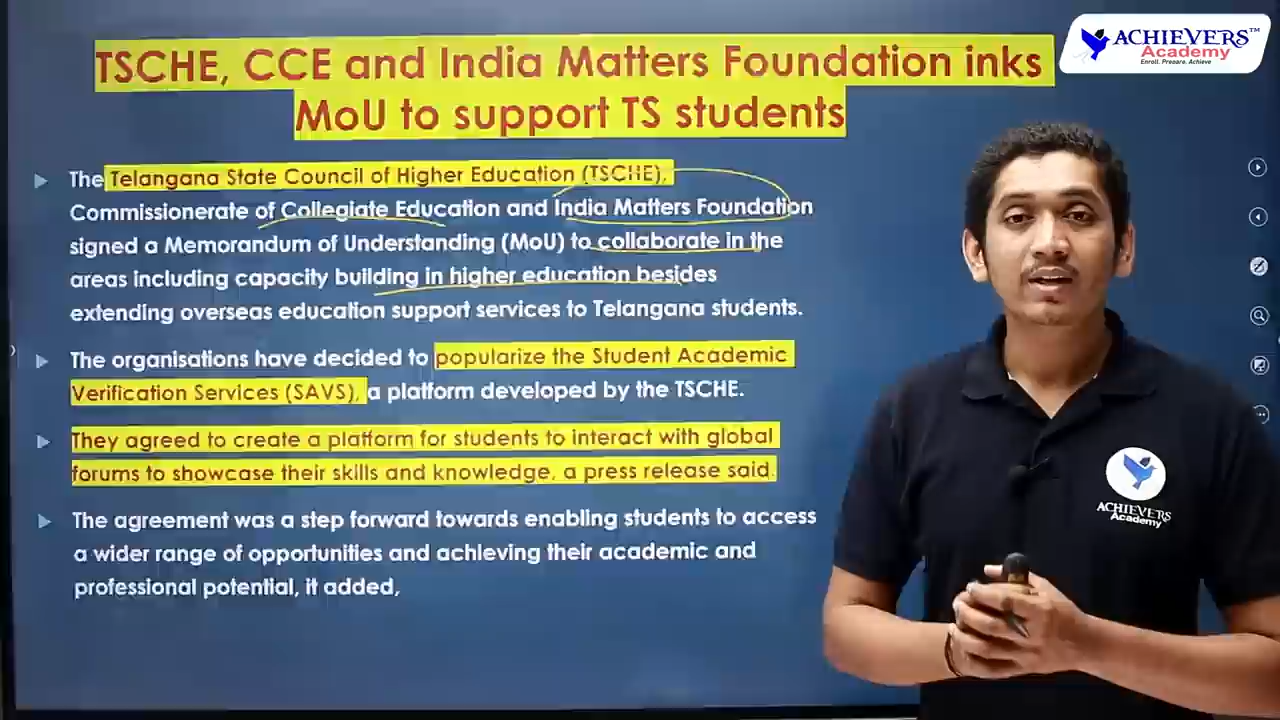 TSCHE, CCE and India Matters Foundation inks
MoU to support TS students
The Telangana State Council of Higher Education (TSCHE),
Commissionerate of Collegiate Education and India Matters Foundation
signed a Memorandum of Understanding (MoU) to collaborate in the
areas including capacity building in higher education besides
extending overseas education support services to Telangana students.
The organisations have decided to popularize the Student Academic
Verification Services (SAVS), a platform developed by the TSCHE.
They agreed to create a platform for students to interact with global
forums to showcase their skills and knowledge, a press release said.
The agreement was a step forward towards enabling students to access
a wider range of opportunities and achieving their academic and
professional potential, it added,
ACHIEVERS™
Academy
Enroll. Prepare. Achieve
ACHIEVERS
Academy